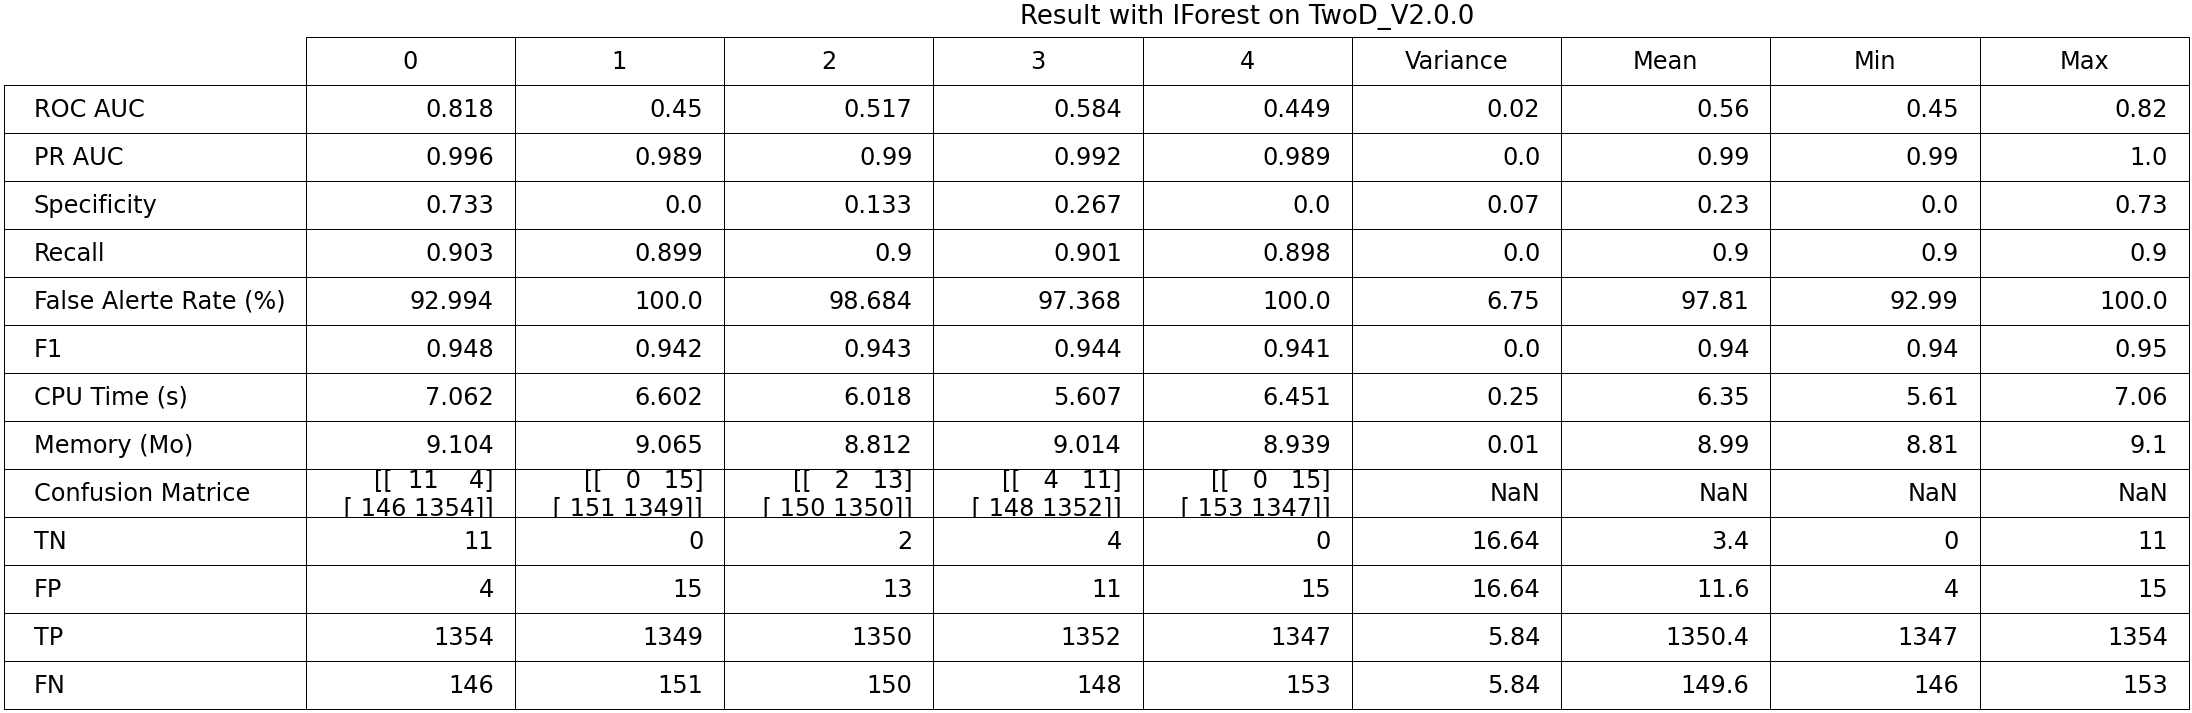 Result with IForest on TwoD_V2.0.0
0 1 2 3 4 Variance Mean Min Max
ROC AUC 0.818 0.45 0.517 0.584 0.449 0.02 0.56 0.45 0.82
PR AUC 0.996 0.989 0.99 0.992 0.989 0.0 0.99 0.99 1.0
Specificity 0.733 0.0 0.133 0.267 0.0 0.07 0.23 0.0 0.73
Recall 0.903 0.899 0.9 0.901 0.898 0.0 0.9 0.9 0.9
False Alerte Rate (%) 92.994 100.0 98.684 97.368 100.0 6.75 97.81 92.99 100.0
F1 0.948 0.942 0.943 0.944 0.941 0.0 0.94 0.94 0.95
CPU Time (s) 7.062 6.602 6.018 5.607 6.451 0.25 6.35 5.61 7.06
Memory (Mo) 9.104 9.065 8.812 9.014 8.939 0.01 8.99 8.81 9.1
[[ 11 4] [[ 0 15] [[ 2 13] [[ 4 11] [[ 0 15]
Confusion Matrice NaN NaN NaN NaN
[ 146 1354]] [ 151 1349]] [ 150 1350]] [ 148 1352]] [ 153 1347]]
TN 11 0 2 4 0 16.64 3.4 0 11
FP 4 15 13 11 15 16.64 11.6 4 15
TP 1354 1349 1350 1352 1347 5.84 1350.4 1347 1354
FN 146 151 150 148 153 5.84 149.6 146 153